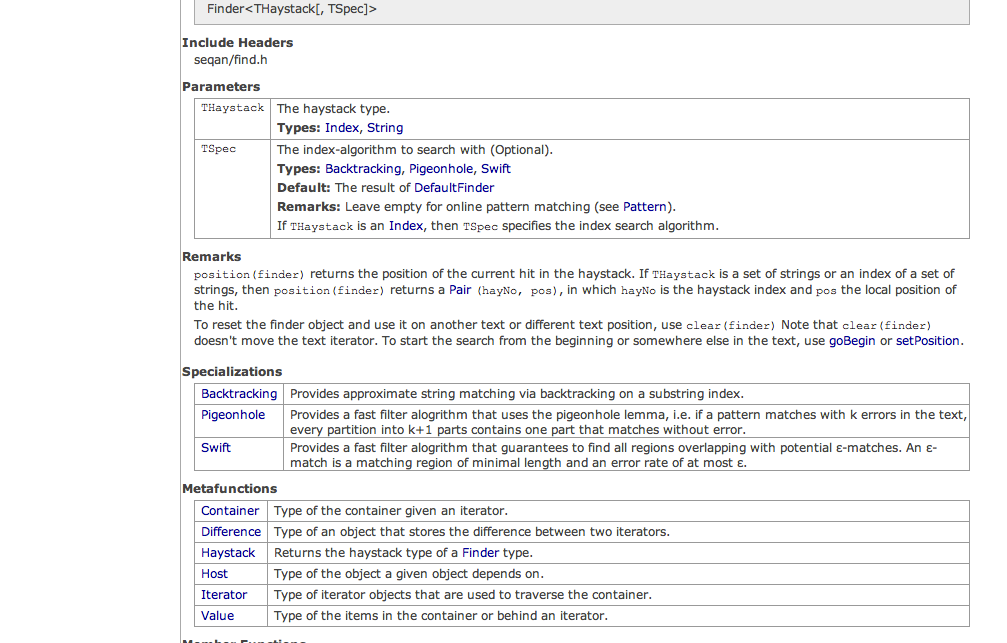 Finder<THaystack[, TSpec]>
Include Headers
seqan/find.h
Parameters
THaystack The haystack type.
Types: Index, String
TSpec The index-algorithm to search with (Optional).
Types: Backtracking, Pigeonhole, Swift
Default: The result of DefaultFinder
Remarks: Leave empty for online pattern matching (see Pattern).
If THaystack is an Index, then TSpec specifies the index search algorithm.
Remarks
position(finder) returns the position of the current hit in the haystack. If THaystack is a set of strings or an index of a set of
strings, then position(finder) returns a Pair (hayNo, pos), in which hayNo is the haystack index and pos the local position of
the hit.
To reset the finder object and use it on another text or different text position, use clear(finder) Note that clear(finder)
doesn't move the text iterator. To start the search from the beginning or somewhere else in the text, use goBegin or setPosition.
Specializations
Backtracking Provides approximate string matching via backtracking on a substring index.
Pigeonhole Provides a fast filter alogrithm that uses the pigeonhole lemma, i.e. if a pattern matches with k errors in the text,
every partition into k+1 parts contains one part that matches without error.
Swift Provides a fast filter alogrithm that guarantees to find all regions overlapping with potential ε-matches. An ε-
match is a matching region of minimal length and an error rate of at most ε.
Metafunctions
Container Type of the container given an iterator.
Difference Type of an object that stores the difference between two iterators.
Haystack Returns the haystack type of a Finder type.
Host Type of the object a given object depends on.
Iterator Type of iterator objects that are used to traverse the container.
Value Type of the items in the container or behind an iterator.
Member Functions